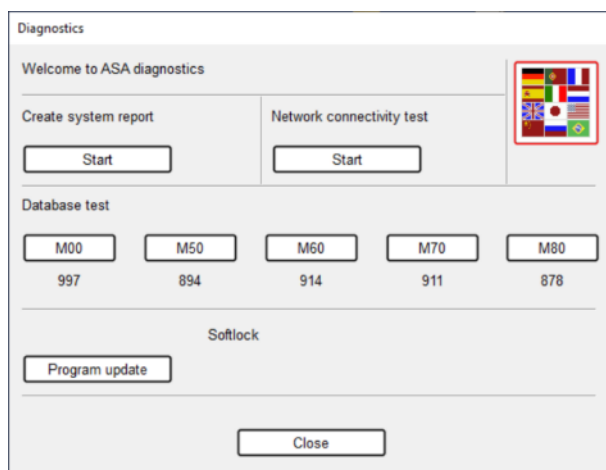 Diagnostics
Welcome to ASA diagnostics
Create system report
Network connectivity test
Start
Start
Database test
M00 M50 M60 M70 M80
997 894 914 911 878
Softlock
Program update
Close